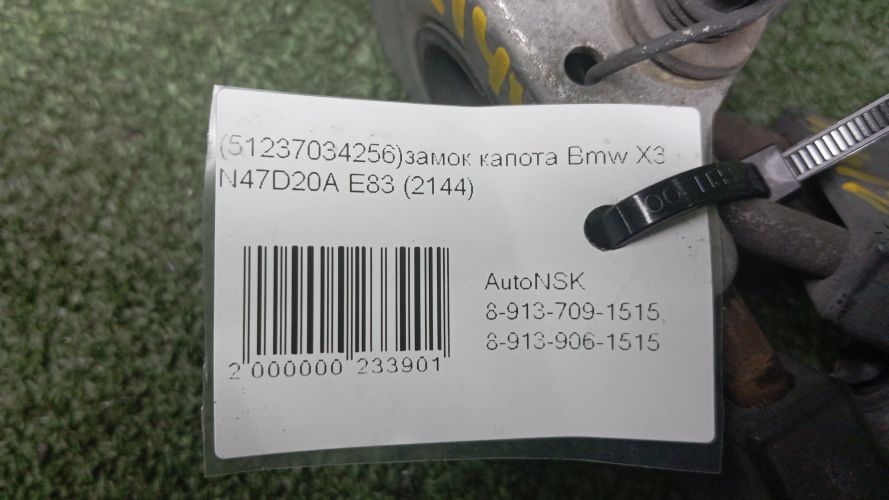 (51237034256)замок капота Bmw X3
N47D20A E83 (2144)
AutoNSK
8-913-709-1515,
8-913-906-1515
2 000000 233901